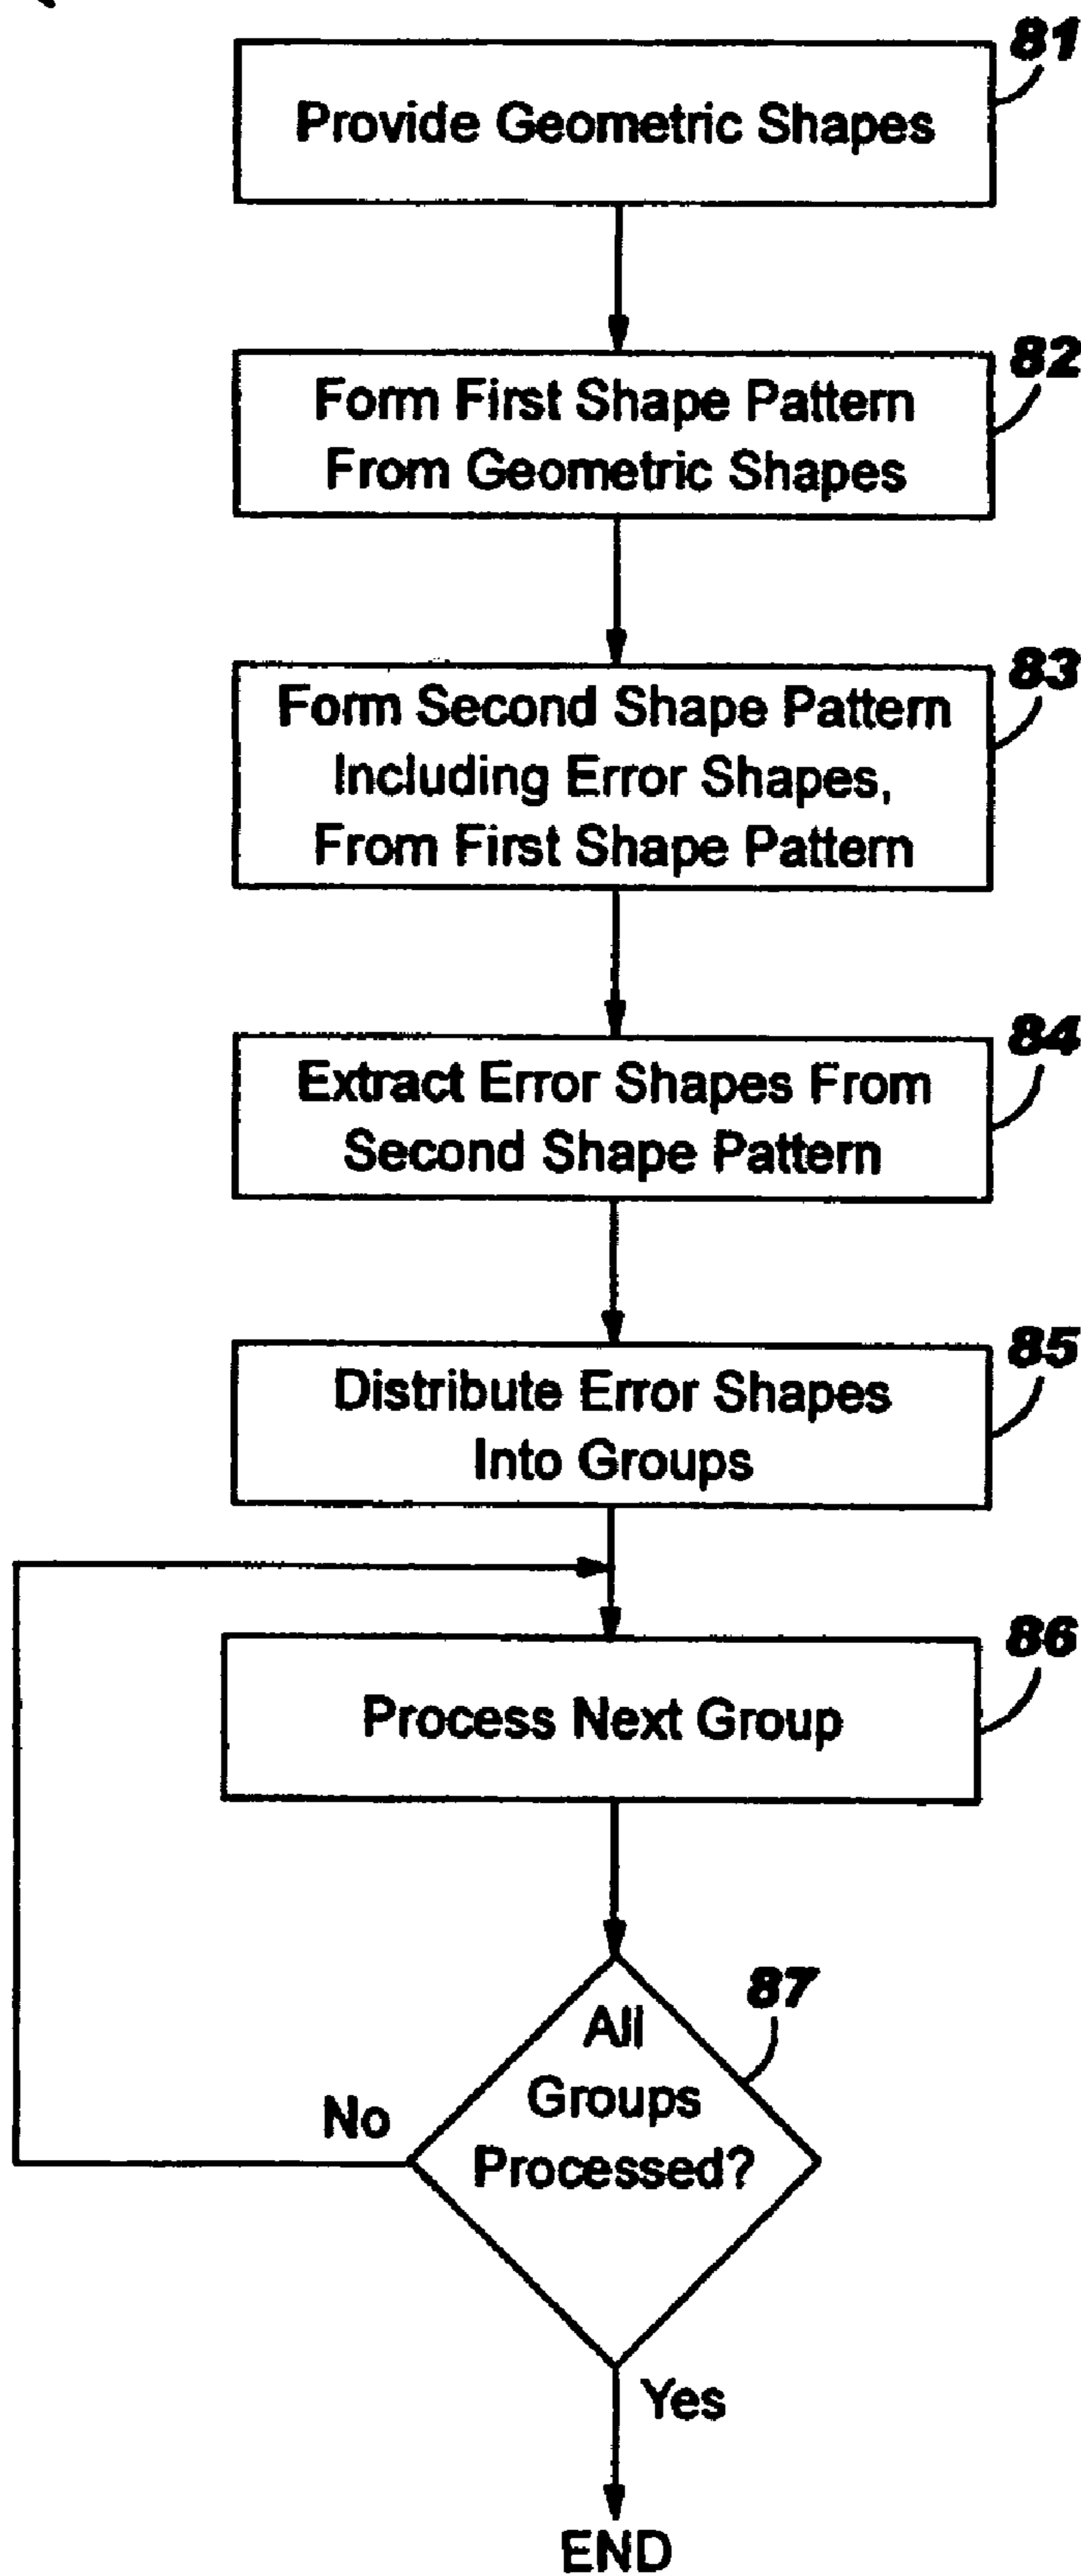 81
Provide Geometric Shapes
82
Form First Shape Pattern
From Geometric Shapes
83
Form Second Shape Pattern
Including Error Shapes,
From First Shape Pattern
84
Extract Error Shapes From
Second Shape Pattern
85
Distribute Error Shapes
Into Groups
86
Process Next Group
87
All
Groups
Processed?
No
Yes
END